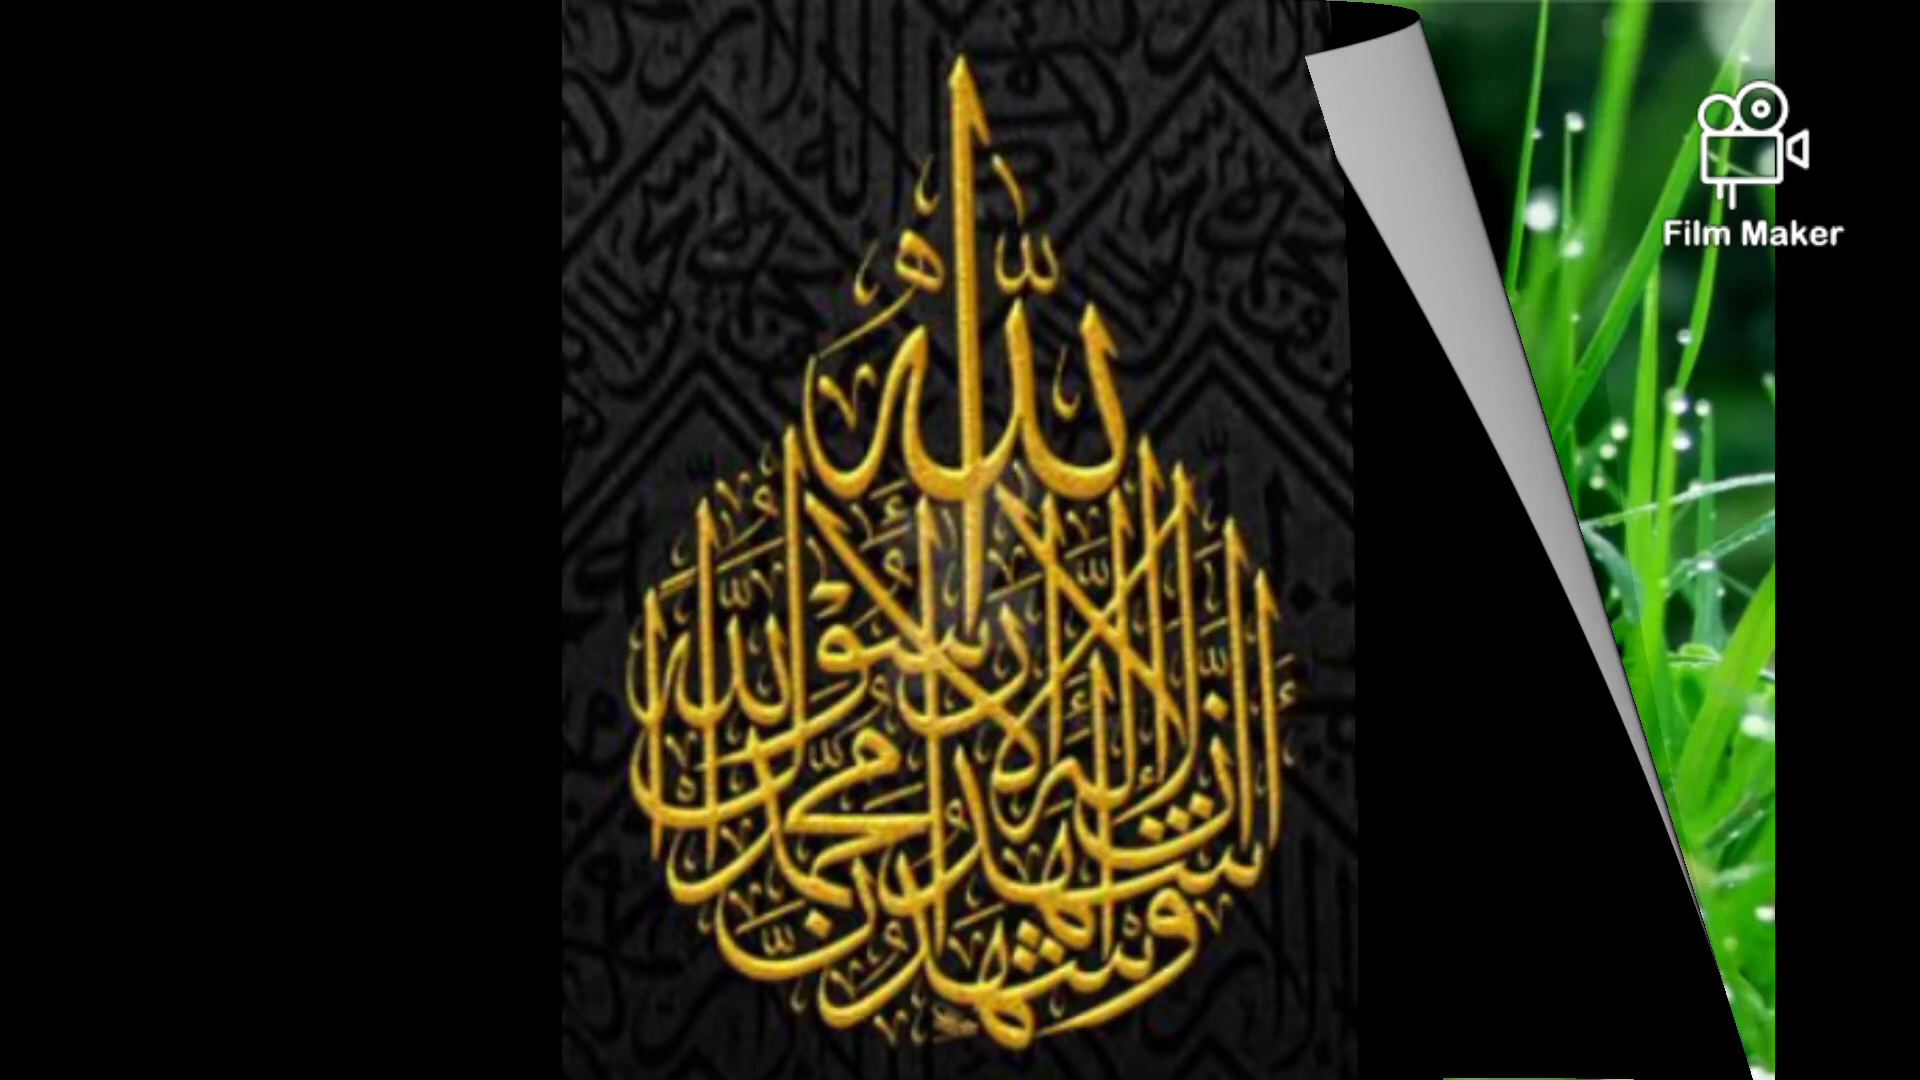 أشهد أن لا إله إلا الله
وأشهد أن محمدا رسول الله
Film Maker